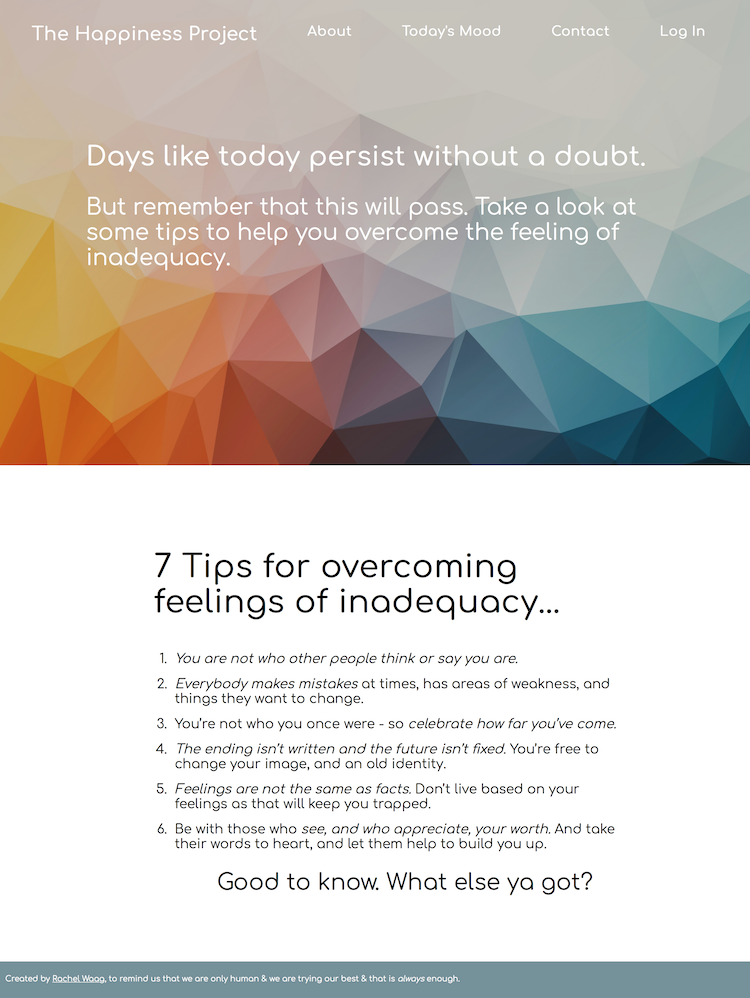 The Happiness Project About Today's Mood Contact Log In
Days like today persist without a doubt.
But remember that this will pass. Take a look at
some tips to help you overcome the feeling of
inadequacy.
7 Tips for overcoming
feelings of inadequacy...
1. You are not who other people think or say you are.
2. Everybody makes mistakes at times, has areas of weakness, and
things they want to change.
3. You're not who you once were - so celebrate how far you've come.
4. The ending isn't written and the future isn't fixed. You're free to
change your image, and an old identity.
5. Feelings are not the same as facts. Don't live based on your
feelings as that will keep you trapped.
6. Be with those who see, and who appreciate, your worth. And take
their words to heart, and let them help to build you up.
Good to know. What else ya got?
Created by Rachel Waag, to remind us that we are only human & we are trying our best & that is always enough.